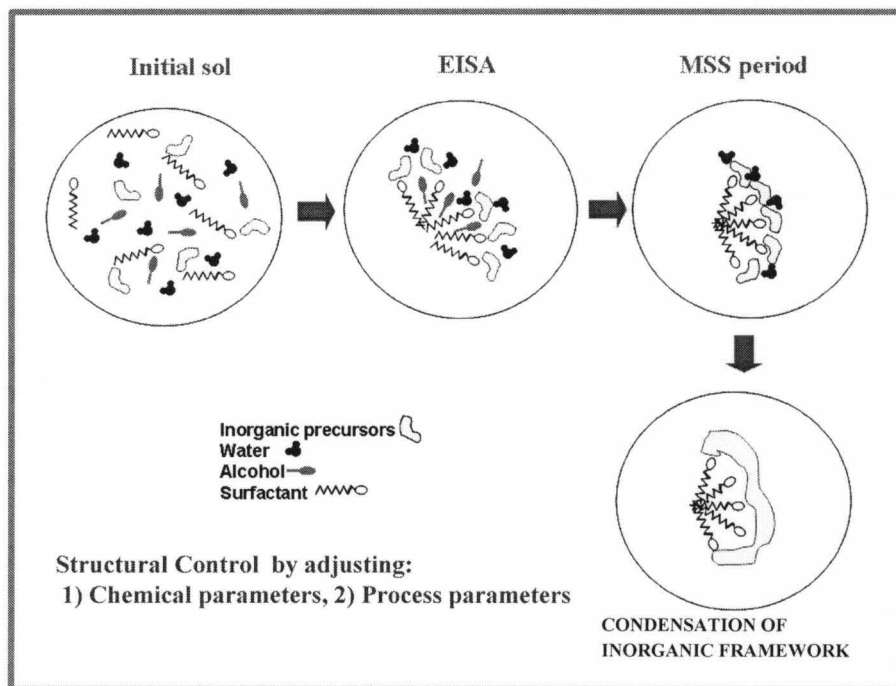 Initial sol
EISA
MSS period
Inorganic precursors
Water
Alcohol
Surfactant
Structural Control by adjusting:
1) Chemical parameters, 2) Process parameters
CONDENSATION OF
INORGANIC FRAMEWORK